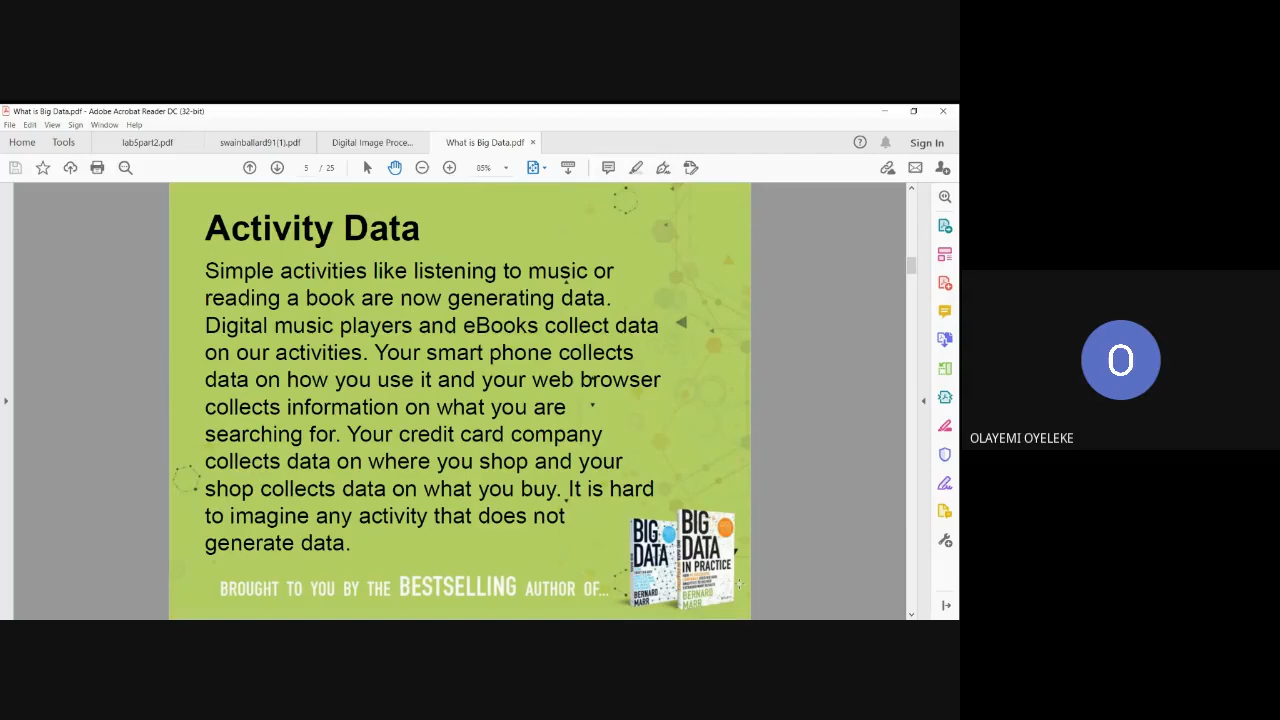 What is Big Data.pdf - Adobe Acrobat Reader DC (32-bit)
File Edit View Sign Window Help
Home Tools lab5part2.pdf swainballard91(1).pdf Digital Image Proce... What is Big Data.pdf ×
Sign In
5 / 25 85%
Activity Data
Simple activities like listening to music or
reading a book are now generating data.
Digital music players and eBooks collect data
on our activities. Your smart phone collects
data on how you use it and your web browser
collects information on what you are
searching for. Your credit card company
collects data on where you shop and your
shop collects data on what you buy. It is hard
to imagine any activity that does not
generate data.
BROUGHT TO YOU BY THE BESTSELLING AUTHOR OF...
BIG
DATA
BERNARD
MARR
BIG
DATA
IN PRACTICE
BERNARD
MARR
O
OLAYEMI OYELEKE